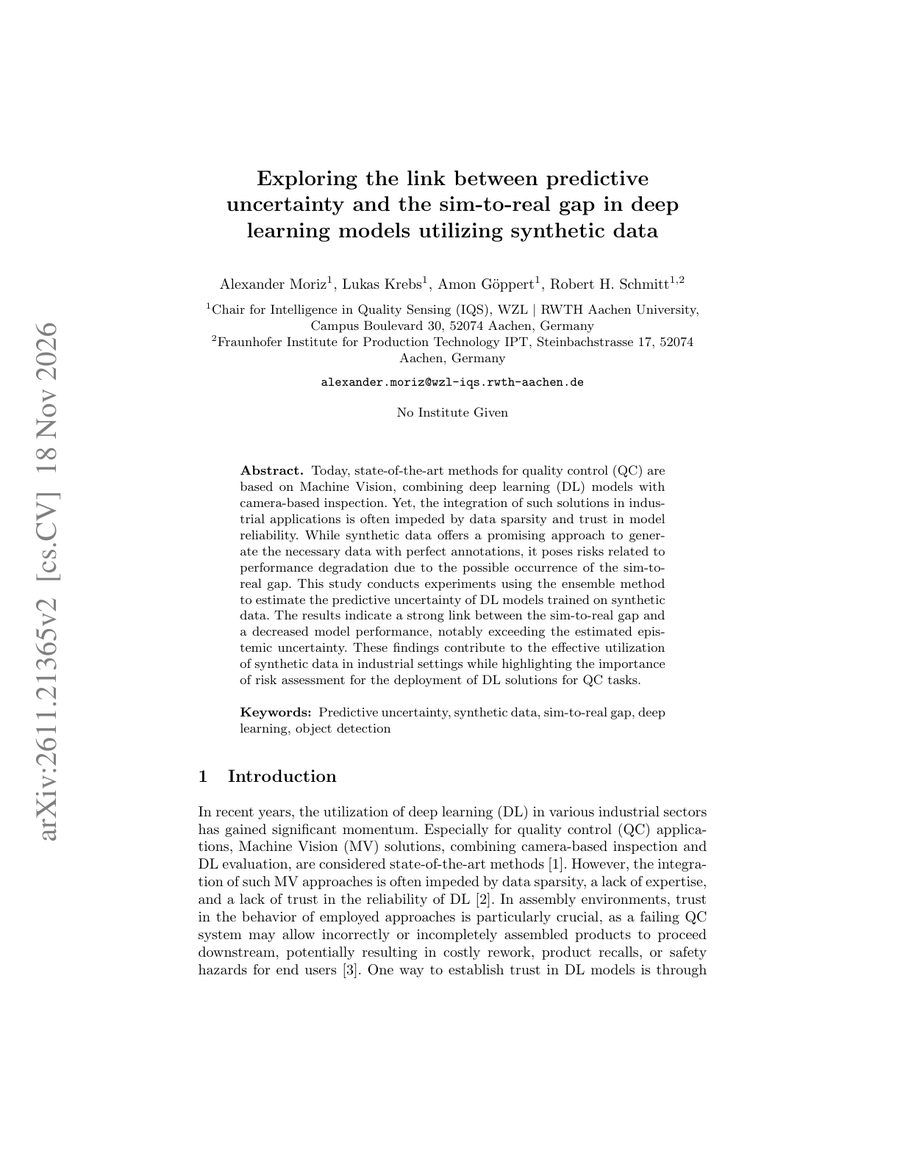 Exploring the link between predictive
uncertainty and the sim-to-real gap in deep
learning models utilizing synthetic data
Alexander Moriz1, Lukas Krebs1, Amon Göppert1, Robert H. Schmitt1,2
1Chair for Intelligence in Quality Sensing (IQS), WZL | RWTH Aachen University,
Campus Boulevard 30, 52074 Aachen, Germany
2Fraunhofer Institute for Production Technology IPT, Steinbachstrasse 17, 52074
Aachen, Germany
alexander.moriz@wzl-iqs.rwth-aachen.de
No Institute Given
Abstract. Today, state-of-the-art methods for quality control (QC) are
based on Machine Vision, combining deep learning (DL) models with
camera-based inspection. Yet, the integration of such solutions in indus-
trial applications is often impeded by data sparsity and trust in model
reliability. While synthetic data offers a promising approach to gener-
ate the necessary data with perfect annotations, it poses risks related to
performance degradation due to the possible occurrence of the sim-to-
real gap. This study conducts experiments using the ensemble method
to estimate the predictive uncertainty of DL models trained on synthetic
data. The results indicate a strong link between the sim-to-real gap and
a decreased model performance, notably exceeding the estimated epis-
temic uncertainty. These findings contribute to the effective utilization
of synthetic data in industrial settings while highlighting the importance
of risk assessment for the deployment of DL solutions for QC tasks.
Keywords: Predictive uncertainty, synthetic data, sim-to-real gap, deep
learning, object detection
1 Introduction
In recent years, the utilization of deep learning (DL) in various industrial sectors
has gained significant momentum. Especially for quality control (QC) applica-
tions, Machine Vision (MV) solutions, combining camera-based inspection and
DL evaluation, are considered state-of-the-art methods [1]. However, the integra-
tion of such MV approaches is often impeded by data sparsity, a lack of expertise,
and a lack of trust in the reliability of DL [2]. In assembly environments, trust
in the behavior of employed approaches is particularly crucial, as a failing QC
system may allow incorrectly or incompletely assembled products to proceed
downstream, potentially resulting in costly rework, product recalls, or safety
hazards for end users [3]. One way to establish trust in DL models is through
arXiv:2611.21365v2 [cs.CV] 18 Nov 2026